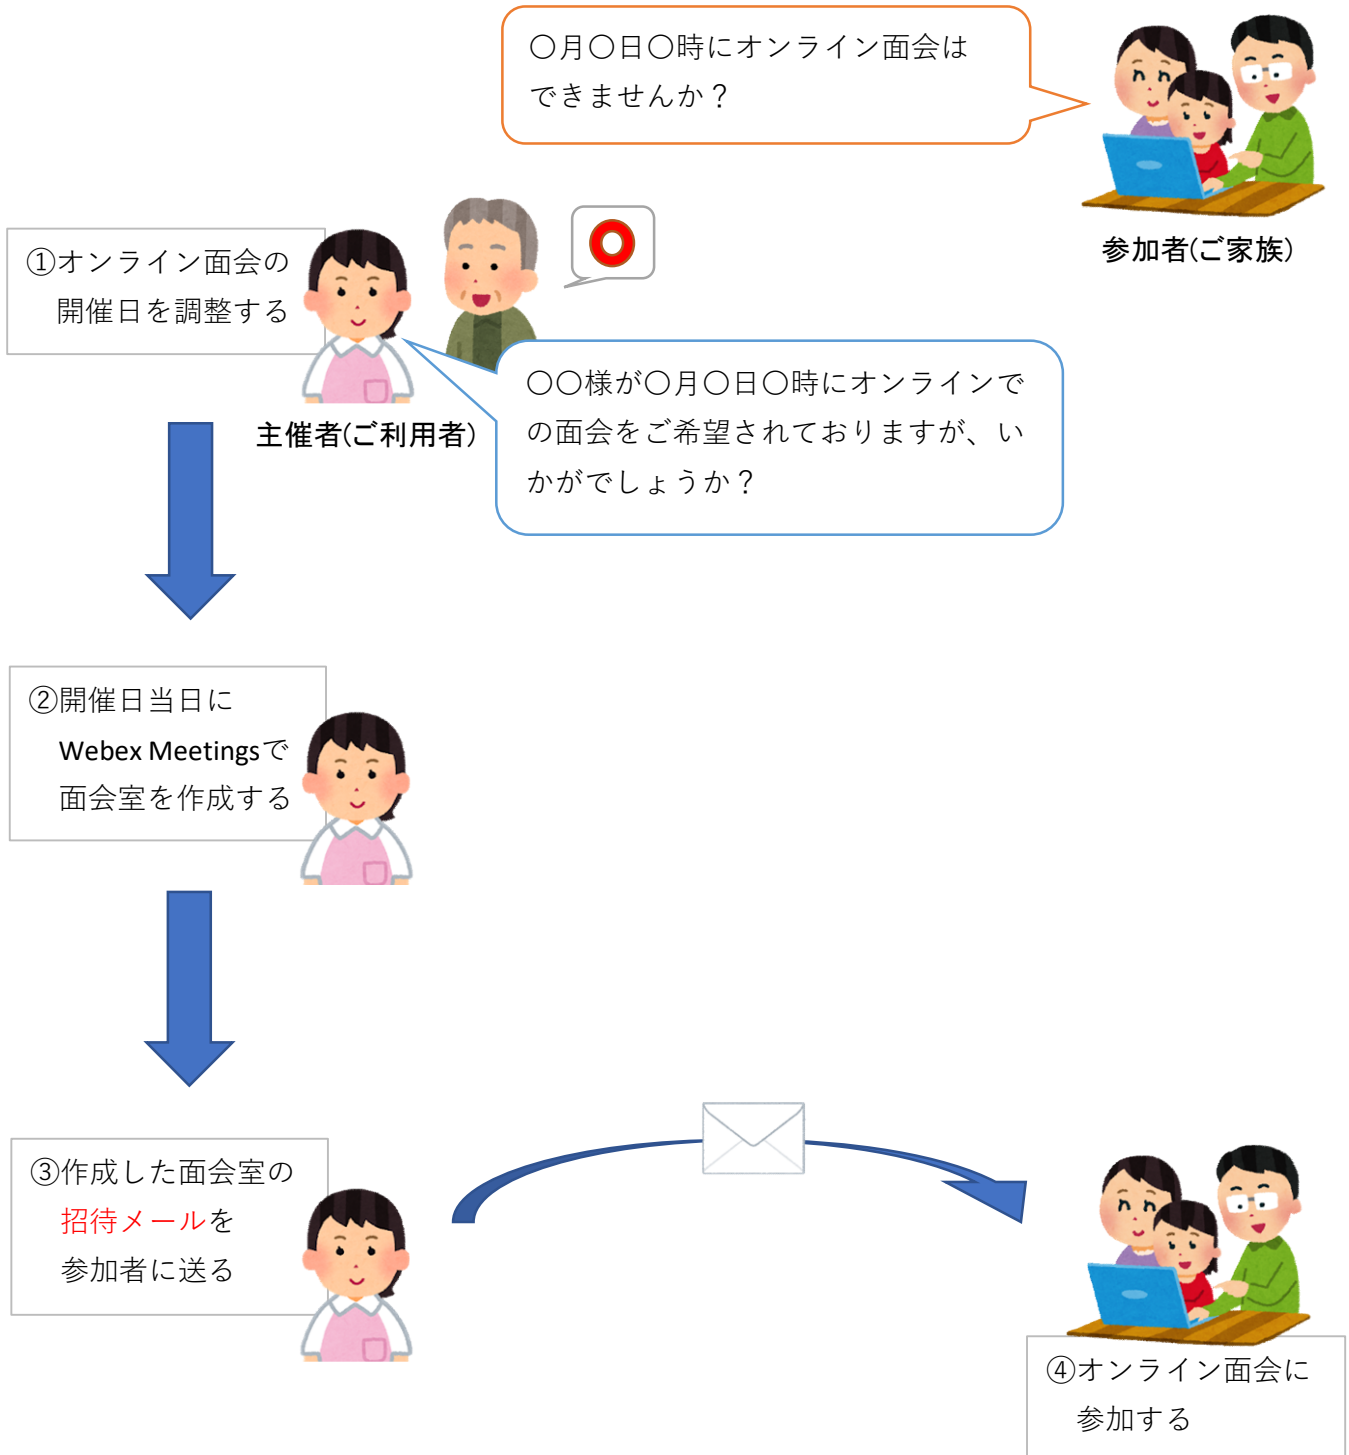 〇月〇日〇時にオンライン面会は
できませんか？
参加者(ご家族)
①オンライン面会の
開催日を調整する
主催者(ご利用者)
〇〇様が〇月〇日〇時にオンラインで
の面会をご希望されておりますが、い
かがでしょうか？
②開催日当日に
Webex Meetingsで
面会室を作成する
③作成した面会室の
招待メールを
参加者に送る
④オンライン面会に
参加する